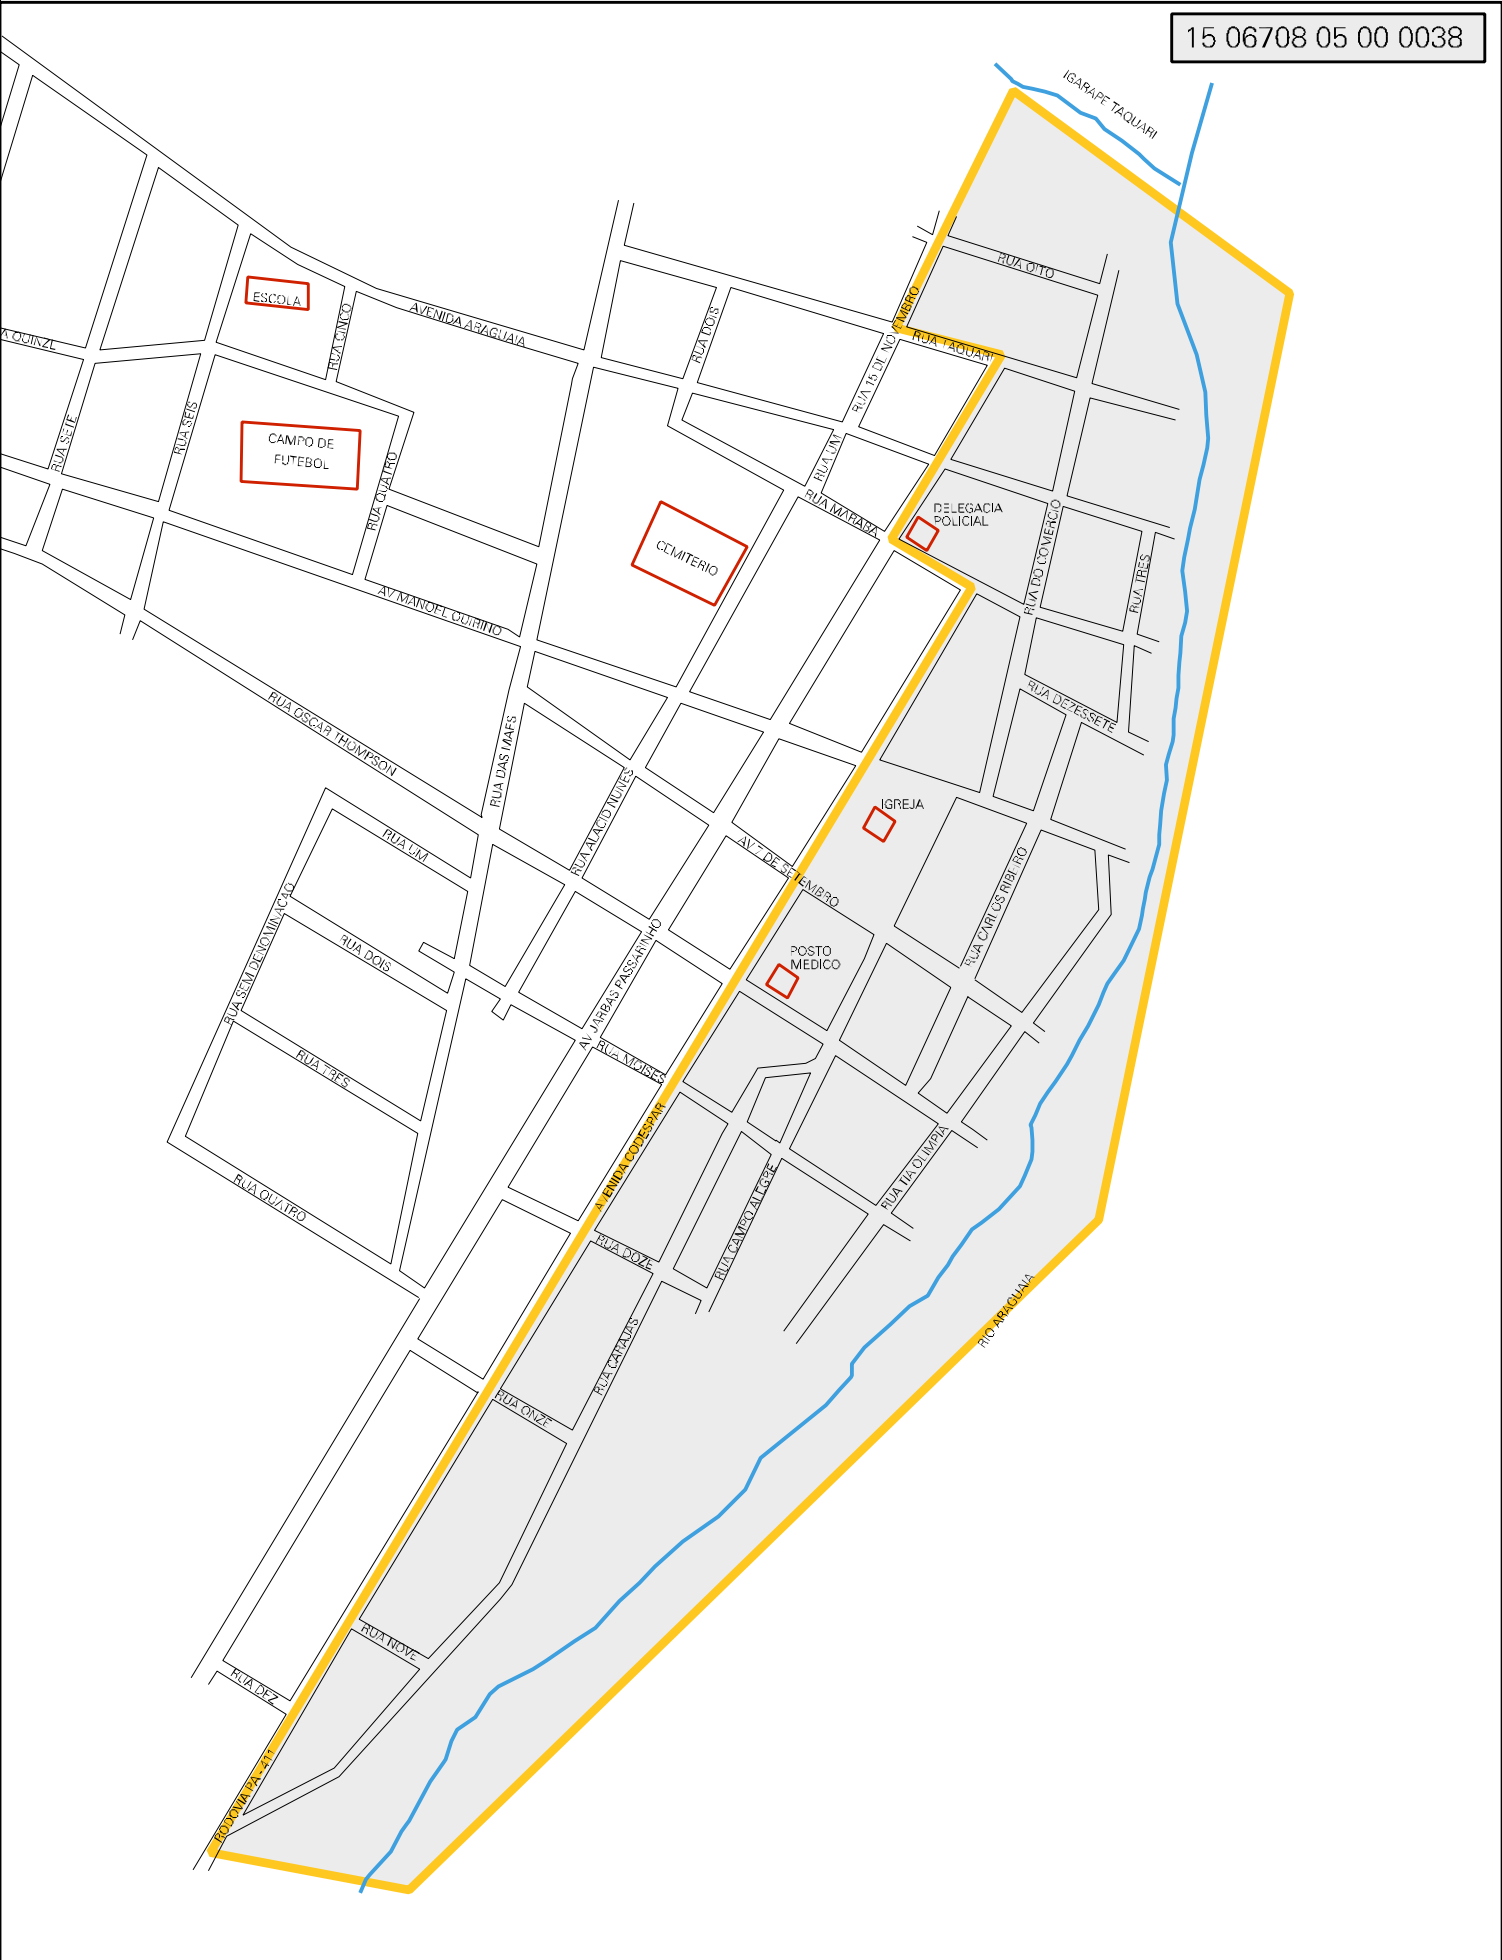 15 06708 05 00 0038
IGARAPE TAQUARI
RUA OITO
ESCOLA
RUA CINCO
AVENIDA ARAGUAIA
RUA DOIS
RUA 15 DE NOVEMBRO
RUA TAQUARI
A QUINZE
RUA SETE
RUA SEIS
CAMPO DE
FUTEBOL
RUA QUATRO
RUA UM
RUA MARABA
DELEGACIA
POLICIAL
CEMITERIO
RUA DO COMERCIO
RUA TRES
AV MANOEL QUIRINO
RUA DEZESSETE
RUA OSCAR THOMPSON
RUA DAS MAES
RUA ALACID NUNES
IGREJA
RUA UM
AV 7 DE SETEMBRO
RUA CARLOS RIBEIRO
RUA SEM DENOMINACAO
RUA DOIS
AV JARBAS PASSARINHO
POSTO
MEDICO
RUA TRES
RUA MOISES
AVENIDA CODESPAR
RUA TIA OLIMPIA
RUA QUATRO
RUA CAMPO ALEGRE
RUA DOZE
RIO ARAGUAIA
RUA CARAJAS
RUA ONZE
RUA NOVE
RUA DEZ
RODOVIA PA - 411